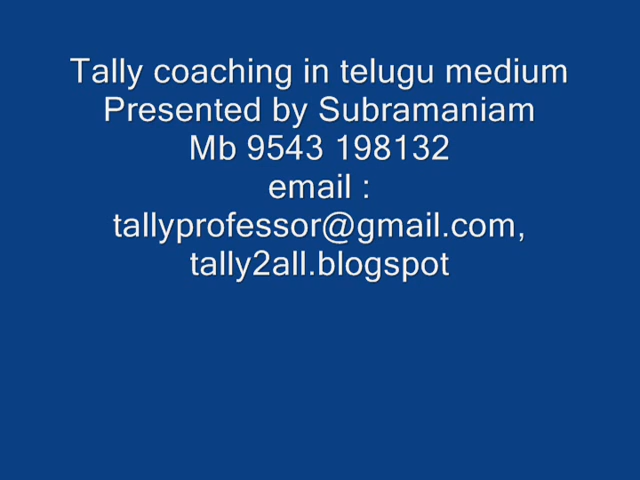 Tally coaching in telugu medium
Presented by Subramaniam
Mb 9543 198132
email :
tallyprofessor@gmail.com,
tally2all.blogspot